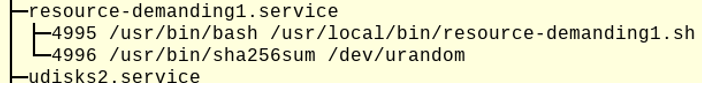 ├─resource-demanding1.service
│ ├─4995 /usr/bin/bash /usr/local/bin/resource-demanding1.sh
│ └─4996 /usr/bin/sha256sum /dev/urandom
├─udisks2.service